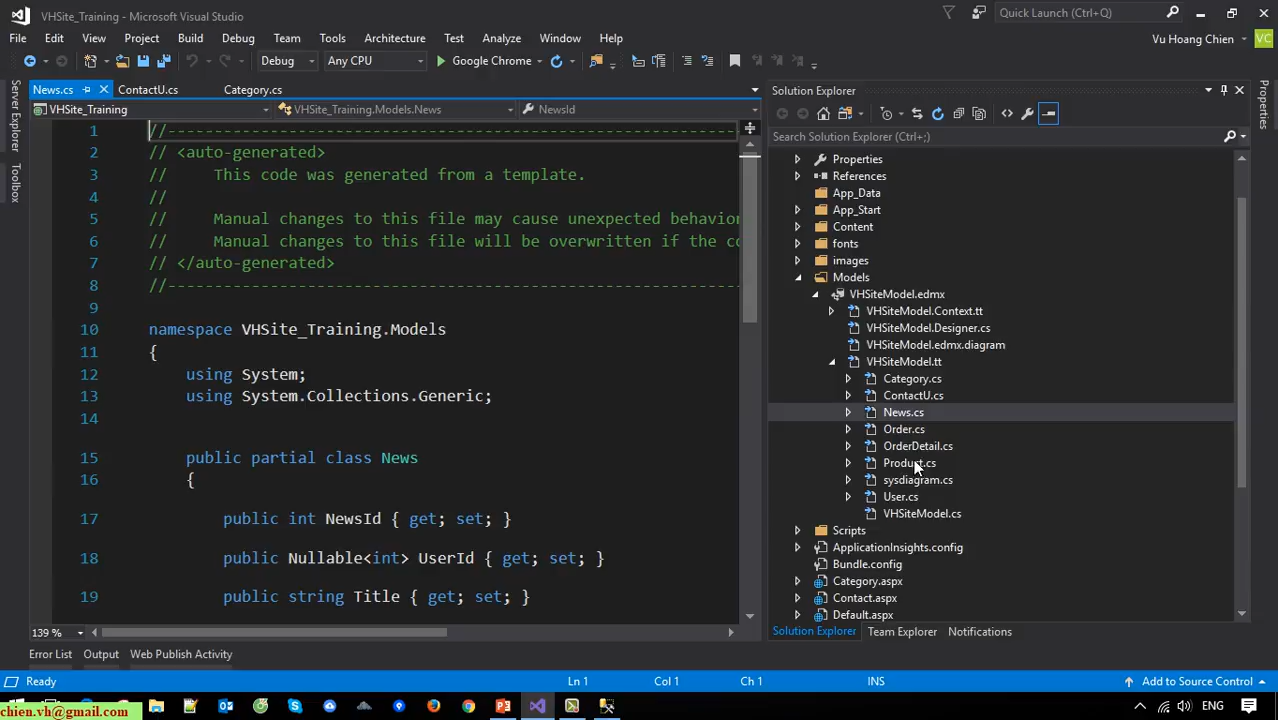 VHSite_Training - Microsoft Visual Studio
Quick Launch (Ctrl+Q)
File Edit View Project Build Debug Team Tools Architecture Test Analyze Window Help
Vu Hoang Chien VC
Debug Any CPU Google Chrome
News.cs ContactU.cs Category.cs
VHSite_Training VHSite_Training.Models.News NewsId
Server Explorer
Toolbox
1 //--------------------------------------------------------------
2 // <auto-generated>
3 // This code was generated from a template.
4 //
5 // Manual changes to this file may cause unexpected behavio
6 // Manual changes to this file will be overwritten if the co
7 // </auto-generated>
8 //--------------------------------------------------------------
9
10 namespace VHSite_Training.Models
11 {
12 using System;
13 using System.Collections.Generic;
14
15 public partial class News
16 {
17 public int NewsId { get; set; }
18 public Nullable<int> UserId { get; set; }
19 public string Title { get; set; }
139 %
Solution Explorer
Search Solution Explorer (Ctrl+;)
Properties
References
App_Data
App_Start
Content
fonts
images
Models
VHSiteModel.edmx
VHSiteModel.Context.tt
VHSiteModel.Designer.cs
VHSiteModel.edmx.diagram
VHSiteModel.tt
Category.cs
ContactU.cs
News.cs
Order.cs
OrderDetail.cs
Product.cs
sysdiagram.cs
User.cs
VHSiteModel.cs
Scripts
ApplicationInsights.config
Bundle.config
Category.aspx
Contact.aspx
Default.aspx
Solution Explorer Team Explorer Notifications
Properties
Error List Output Web Publish Activity
Ready Ln 1 Col 1 Ch 1 INS Add to Source Control
chien.vh@gmail.com
ENG